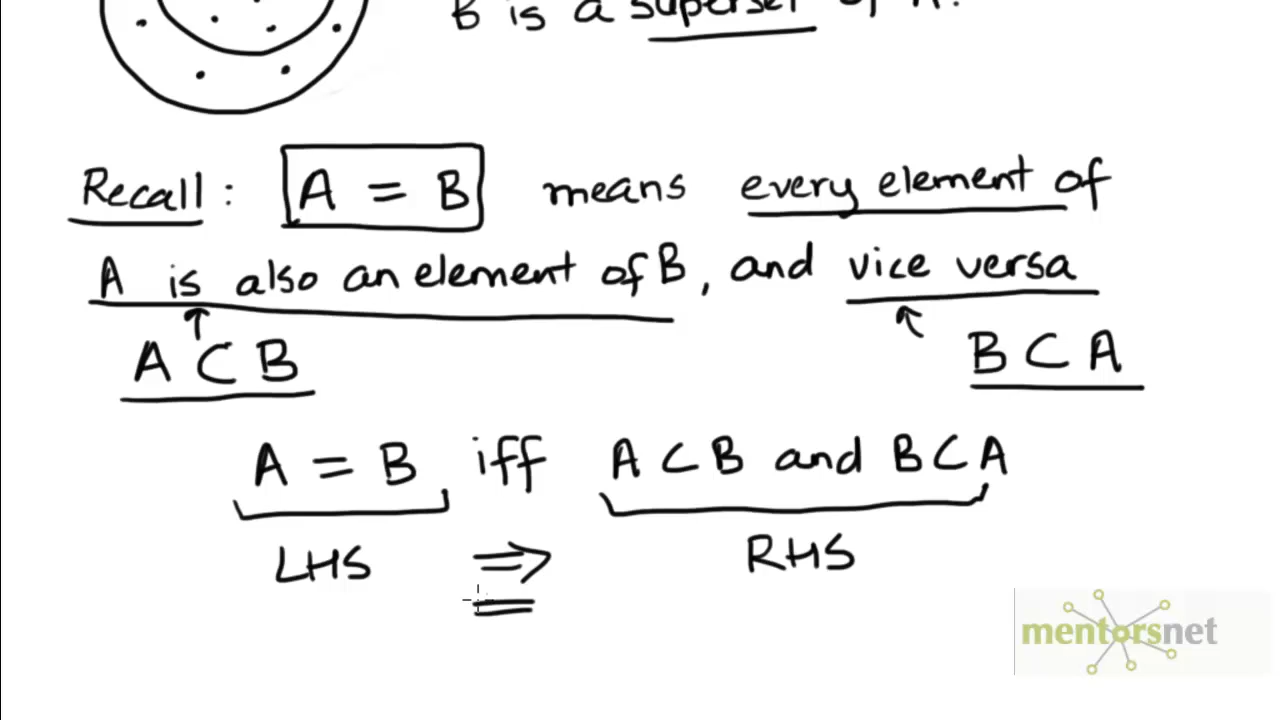 B is a superset of A.
Recall : A = B means every element of
A is also an element of B, and vice versa
A ⊂ B B ⊂ A
A = B iff A ⊂ B and B ⊂ A
LHS ⇒ RHS
mentorsnet